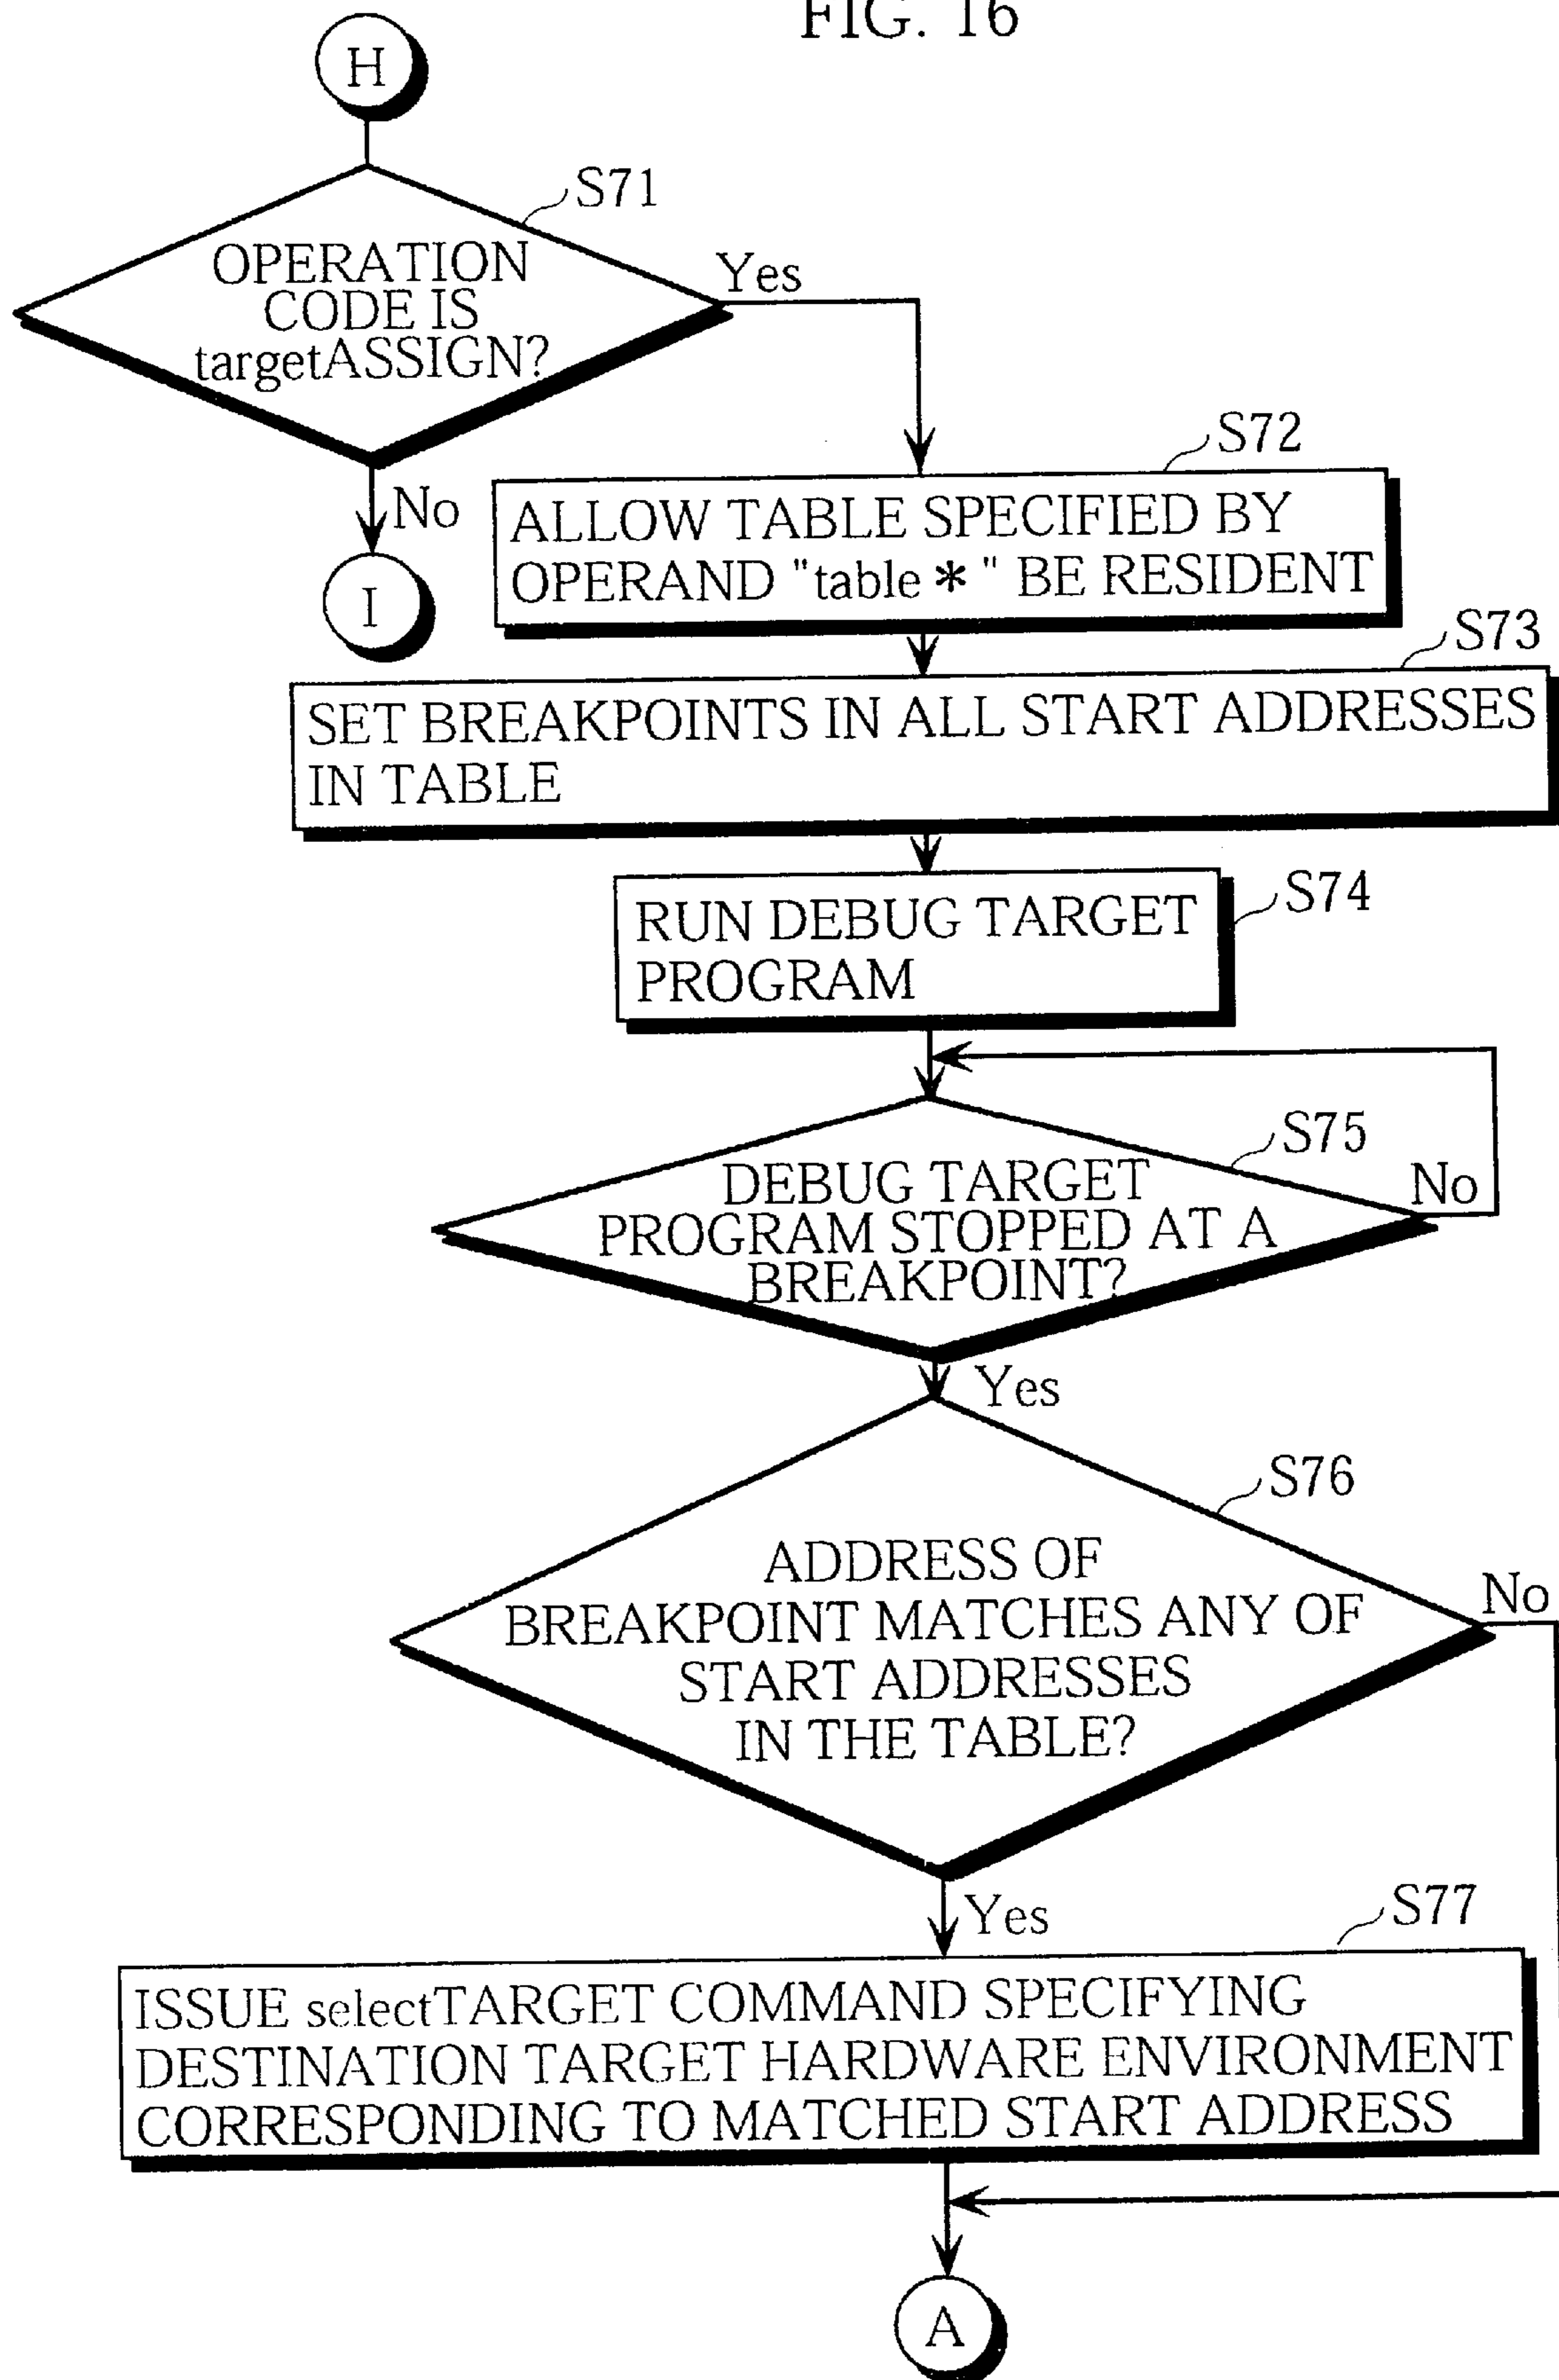 FIG. 16
H
S71
OPERATION
CODE IS
targetASSIGN?
Yes
No
I
S72
ALLOW TABLE SPECIFIED BY
OPERAND "table * " BE RESIDENT
S73
SET BREAKPOINTS IN ALL START ADDRESSES
IN TABLE
S74
RUN DEBUG TARGET
PROGRAM
S75
DEBUG TARGET
PROGRAM STOPPED AT A
BREAKPOINT?
No
Yes
S76
ADDRESS OF
BREAKPOINT MATCHES ANY OF
START ADDRESSES
IN THE TABLE?
No
Yes
S77
ISSUE selectTARGET COMMAND SPECIFYING
DESTINATION TARGET HARDWARE ENVIRONMENT
CORRESPONDING TO MATCHED START ADDRESS
A